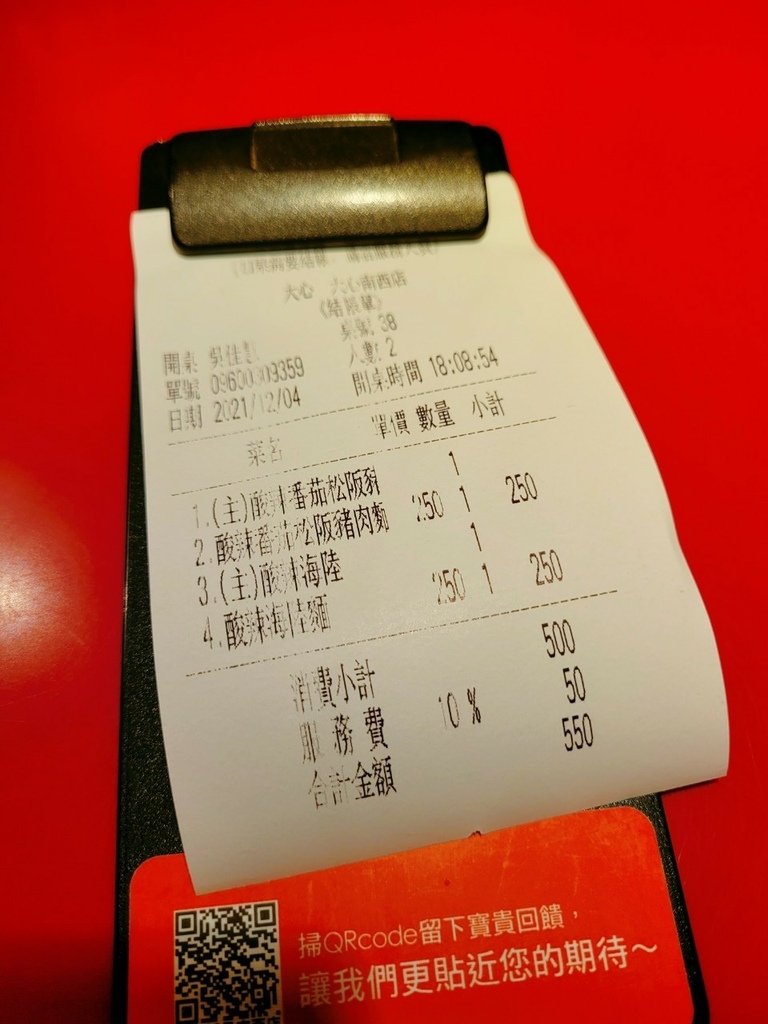 大心 大心南西店
(結帳單)
桌號 38
開桌 吳佳 人數 2
單號 09600309359 開桌時間 18:08:54
日期 2021/12/04
菜名 單價 數量 小計
1.(主)酸辣番茄松阪豬 1
2.酸辣番茄松阪豬肉麵 250 1 250
3.(主)酸辣海陸 1
4.酸辣海陸麵 250 1 250
消費小計 500
服 務 費 10 % 50
合計金額 550
掃QRcode留下寶貴回饋，
讓我們更貼近您的期待～